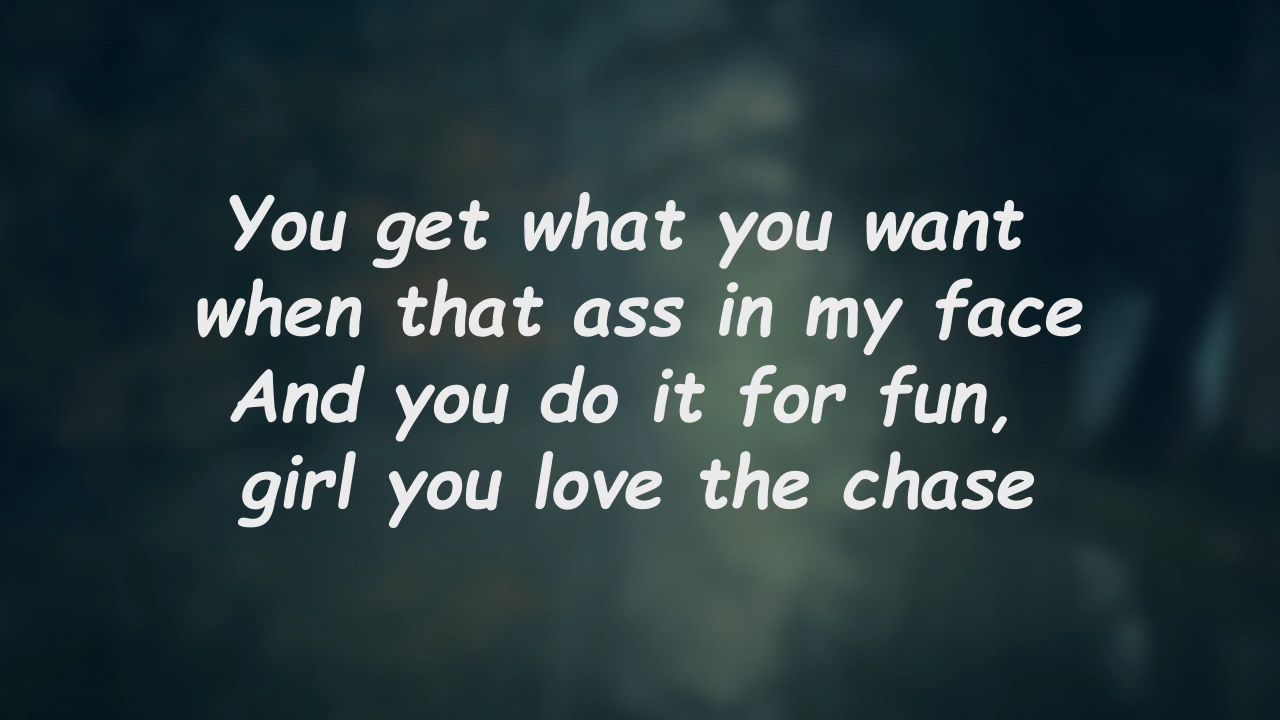 You get what you want
when that ass in my face
And you do it for fun,
girl you love the chase